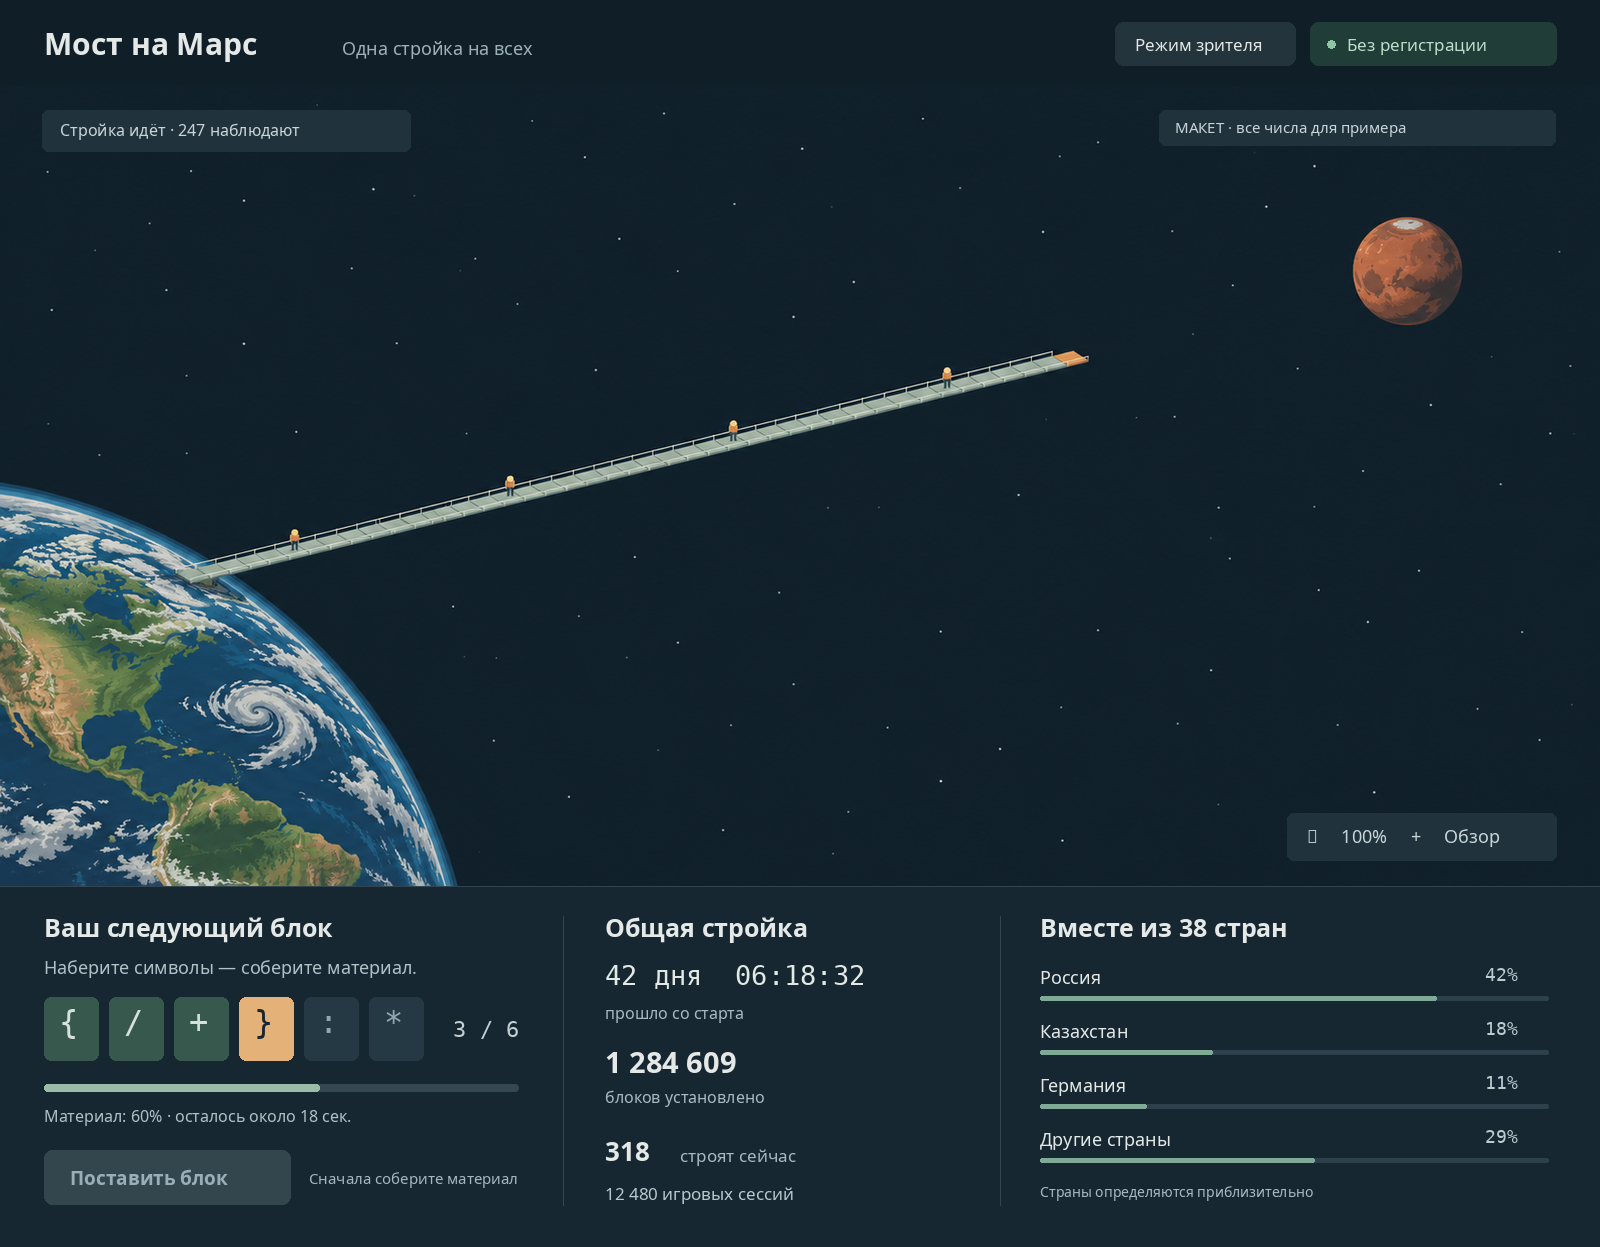 Мост на Марс
Одна стройка на всех
Режим зрителя
Без регистрации
Стройка идёт · 247 наблюдают
МАКЕТ · все числа для примера
100% + Обзор
Ваш следующий блок
Наберите символы — соберите материал.
{ / + } : * 3 / 6
Материал: 60% · осталось около 18 сек.
Поставить блок
Сначала соберите материал
Общая стройка
42 дня 06:18:32
прошло со старта
1 284 609
блоков установлено
318 строят сейчас
12 480 игровых сессий
Вместе из 38 стран
Россия 42%
Казахстан 18%
Германия 11%
Другие страны 29%
Страны определяются приблизительно